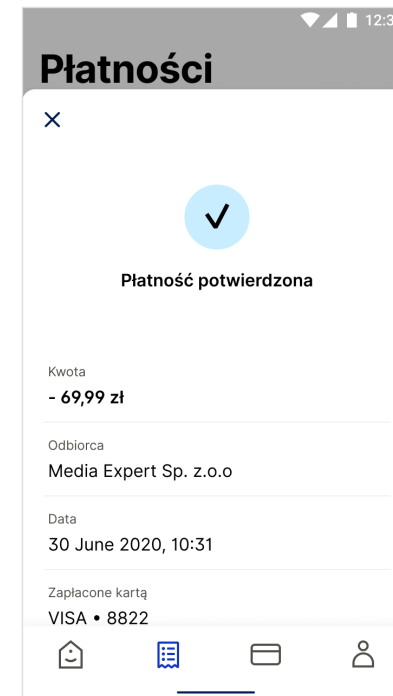 12:3
Płatności
Płatność potwierdzona
Kwota
- 69,99 zł
Odbiorca
Media Expert Sp. z.o.o
Data
30 June 2020, 10:31
Zapłacone kartą
VISA • 8822